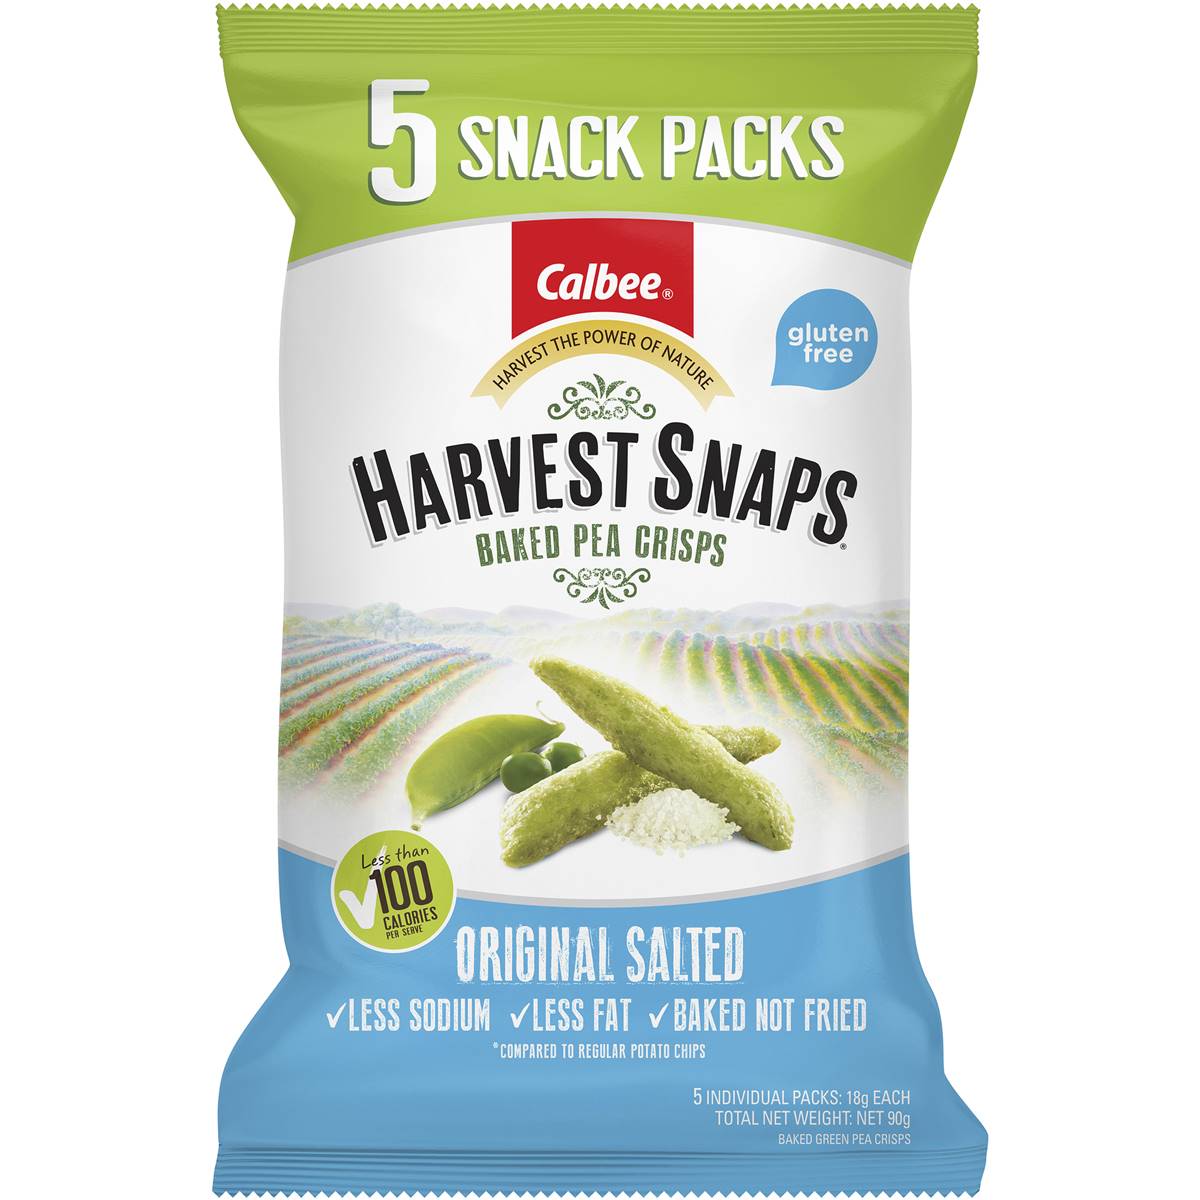 5 SNACK PACKS
Calbee®
HARVEST THE POWER OF NATURE
gluten
free
HARVEST SNAPS®
BAKED PEA CRISPS
Less than
100
CALORIES
PER SERVE
ORIGINAL SALTED
✓LESS SODIUM ✓LESS FAT ✓BAKED NOT FRIED
*COMPARED TO REGULAR POTATO CHIPS
5 INDIVIDUAL PACKS: 18g EACH
TOTAL NET WEIGHT: NET 90g
BAKED GREEN PEA CRISPS